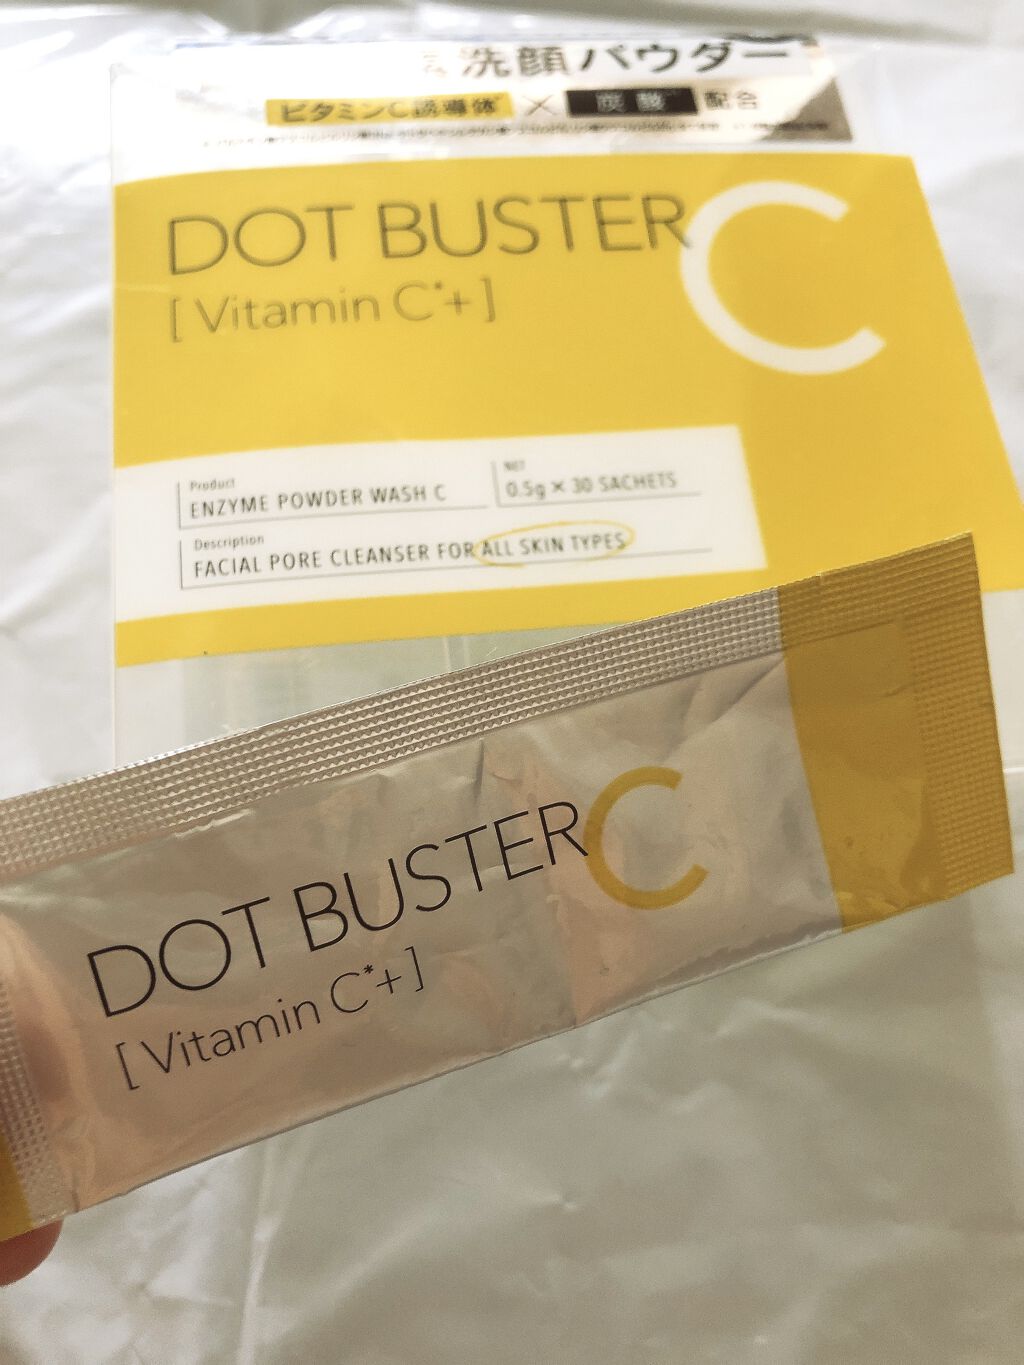 洗顔パウダー
ビタミンC誘導体 × 炭酸 配合
DOT BUSTER C
[ Vitamin C*+ ]
Product
ENZYME POWDER WASH C
NET
0.5g × 30 SACHETS
Description
FACIAL PORE CLEANSER FOR ALL SKIN TYPES
DOT BUSTER C
[ Vitamin C*+ ]